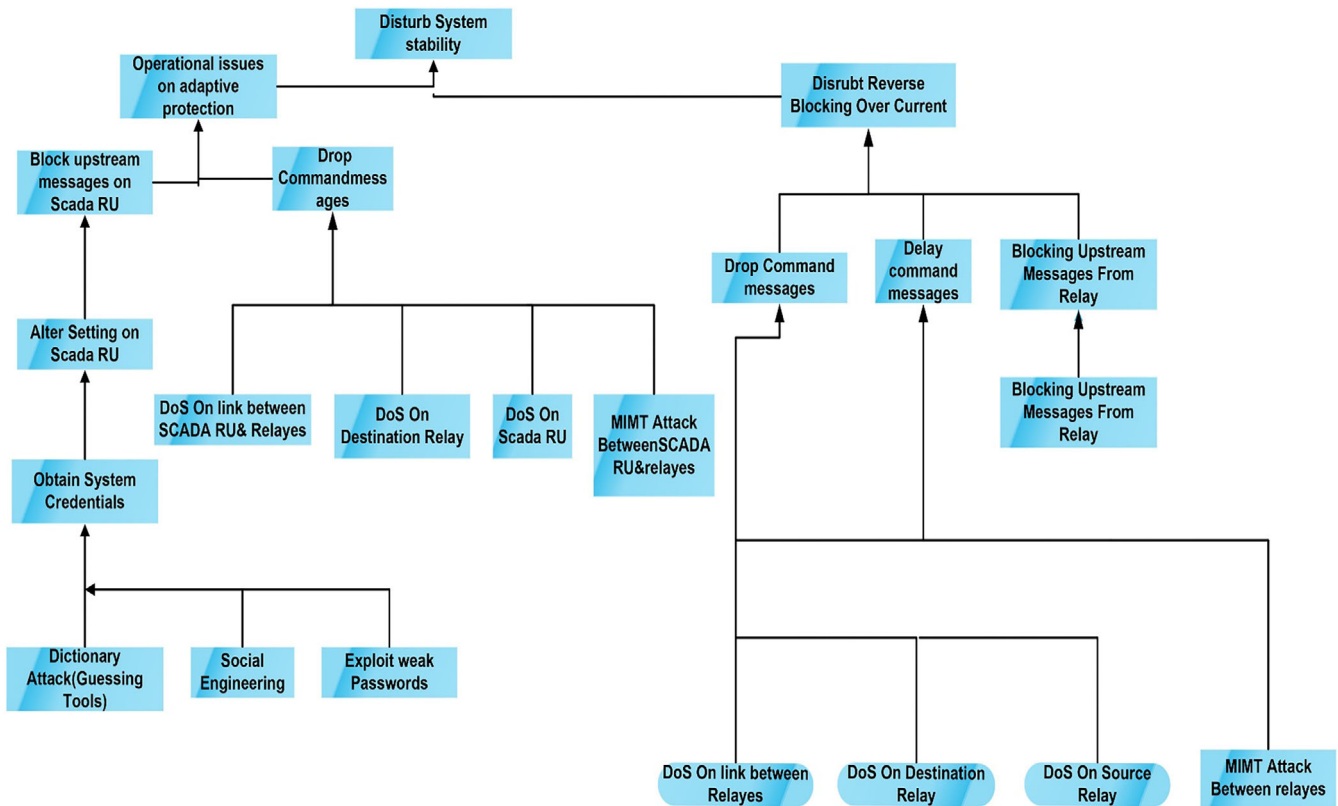 Disturb System
stability
Operational issues
on adaptive
protection
Disrubt Reverse
Blocking Over Current
Block upstream
messages on
Scada RU
Drop
Commandmess
ages
Drop Command
messages
Delay
command
messages
Blocking Upstream
Messages From
Relay
Alter Setting on
Scada RU
DoS On link between
SCADA RU& Relayes
DoS On
Destination Relay
DoS On
Scada RU
MIMT Attack
BetweenSCADA
RU&relayes
Blocking Upstream
Messages From
Relay
Obtain System
Credentials
Dictionary
Attack(Guessing
Tools)
Social
Engineering
Exploit weak
Passwords
DoS On link between
Relayes
DoS On Destination
Relay
DoS On Source
Relay
MIMT Attack
Between relayes